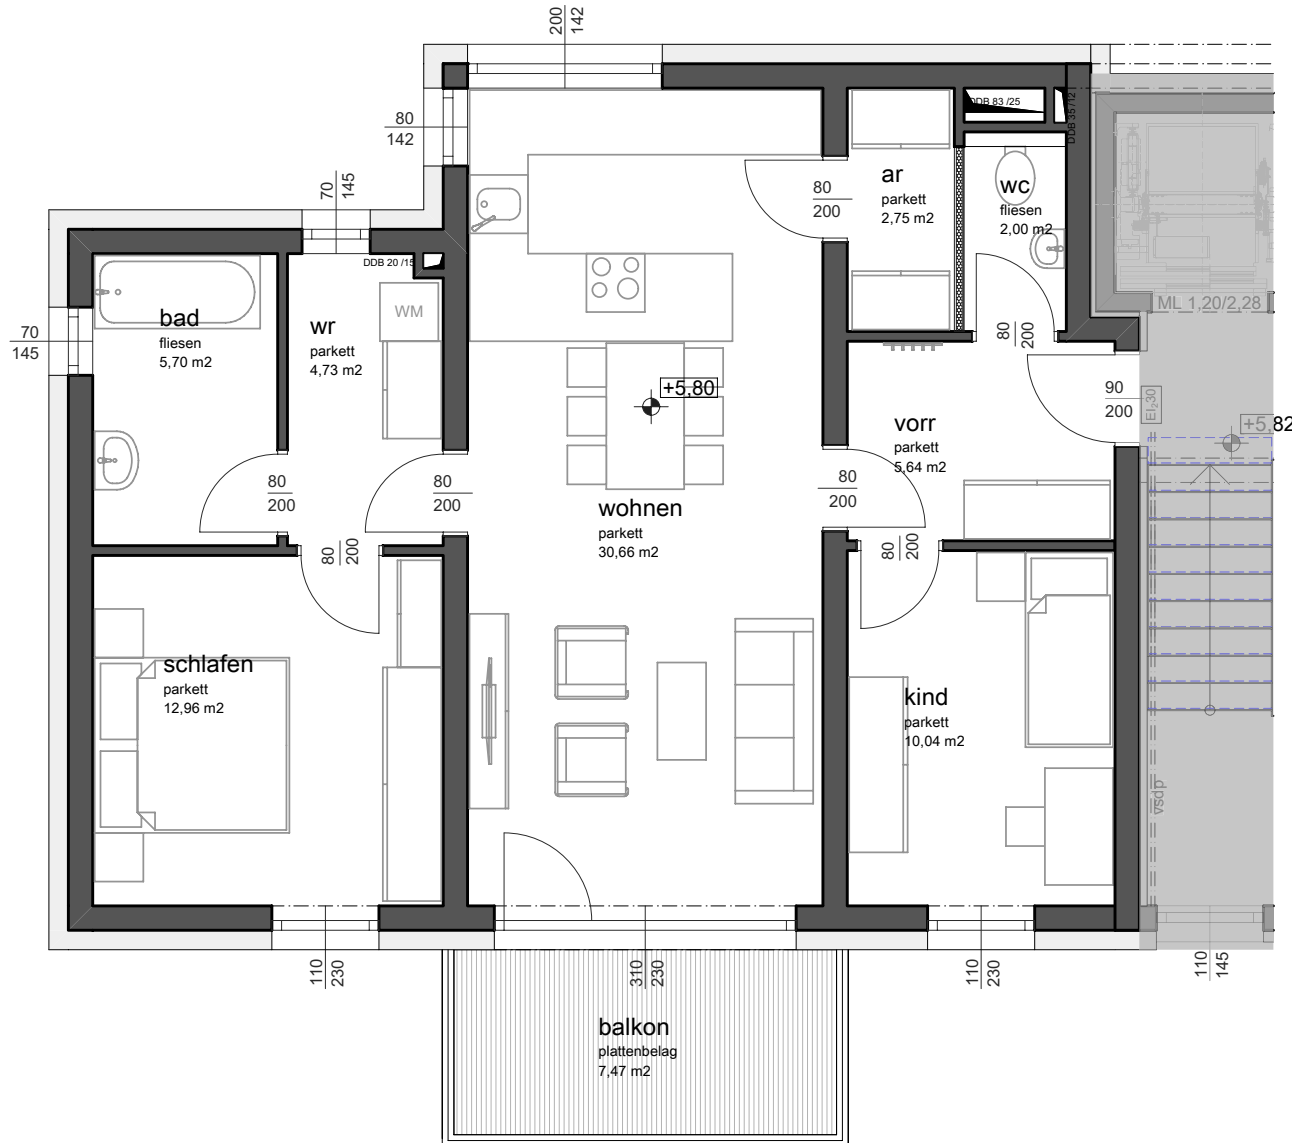 200
142
80
142
DDB 83 /25
DDB 35 /12
70
145
ar
parkett
2,75 m2
80
200
wc
fliesen
2,00 m2
DDB 20 /15
ML 1,20/2,28
bad
fliesen
5,70 m2
wr
parkett
4,73 m2
WM
70
145
80
200
+5,80
90
200
EI₂30
+5,82
vorr
parkett
5,64 m2
80
200
80
200
80
200
wohnen
parkett
30,66 m2
80
200
80
200
schlafen
parkett
12,96 m2
kind
parkett
10,04 m2
vsdp
110
230
310
230
110
230
110
145
balkon
plattenbelag
7,47 m2